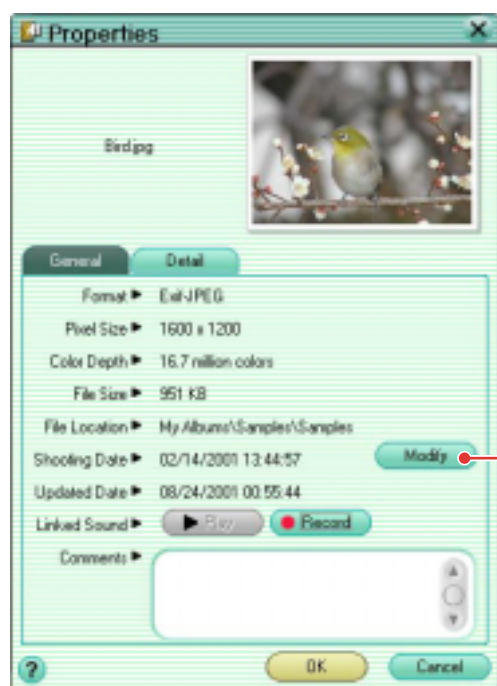 Properties
Bird.jpg
General Detail
Format ► Exif-JPEG
Pixel Size ► 1600 x 1200
Color Depth ► 16.7 million colors
File Size ► 951 KB
File Location ► My Albums\Samples\Samples
Shooting Date ► 02/14/2001 13:44:57 Modify
Updated Date ► 08/24/2001 00:55:44
Linked Sound ► Play Record
Comments ►
? OK Cancel